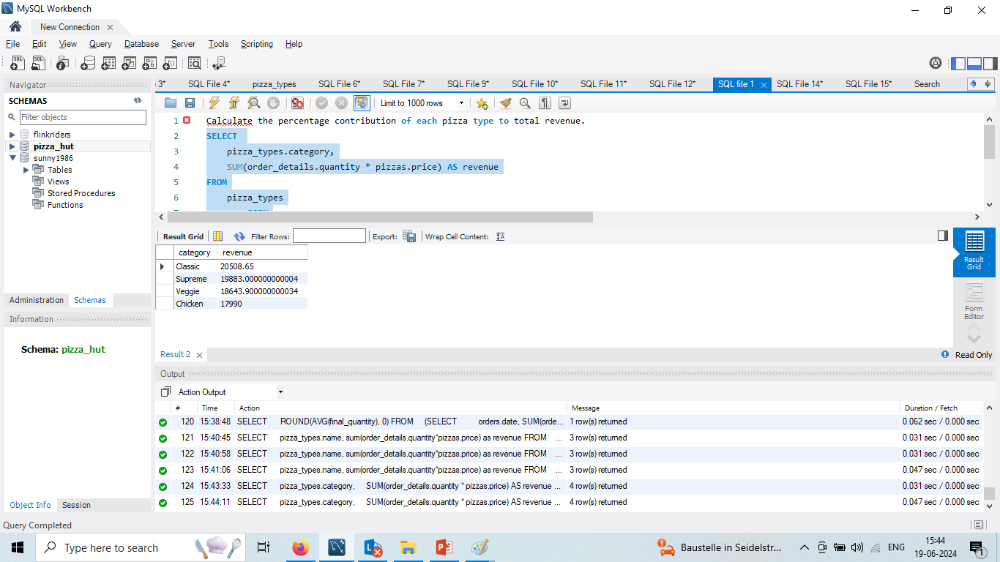 MySQL Workbench
New Connection
File Edit View Query Database Server Tools Scripting Help
Navigator
SCHEMAS
Filter objects
flinkriders
pizza_hut
sunny1986
Tables
Views
Stored Procedures
Functions
Administration Schemas
Information
Schema: pizza_hut
Object Info Session
3* SQL File 4* pizza_types SQL File 6* SQL File 7* SQL File 9* SQL File 10* SQL File 11* SQL File 12* SQL file 1 SQL File 14* SQL File 15* Search
Limit to 1000 rows
1 Calculate the percentage contribution of each pizza type to total revenue.
2 SELECT
3 pizza_types.category,
4 SUM(order_details.quantity * pizzas.price) AS revenue
5 FROM
6 pizza_types
Result Grid Filter Rows: Export: Wrap Cell Content:
category revenue
Classic 20508.65
Supreme 19883.000000000004
Veggie 18643.900000000034
Chicken 17990
Result Grid
Form Editor
Result 2 Read Only
Output
Action Output
# Time Action Message Duration / Fetch
120 15:38:48 SELECT ROUND(AVG(final_quantity), 0) FROM (SELECT orders.date, SUM(orde... 1 row(s) returned 0.062 sec / 0.000 sec
121 15:40:45 SELECT pizza_types.name, sum(order_details.quantity*pizzas.price) as revenue FROM ... 3 row(s) returned 0.031 sec / 0.000 sec
122 15:40:58 SELECT pizza_types.name, sum(order_details.quantity*pizzas.price) as revenue FROM ... 3 row(s) returned 0.031 sec / 0.000 sec
123 15:41:06 SELECT pizza_types.name, sum(order_details.quantity*pizzas.price) as revenue FROM ... 3 row(s) returned 0.047 sec / 0.000 sec
124 15:43:33 SELECT pizza_types.category, SUM(order_details.quantity * pizzas.price) AS revenue ... 4 row(s) returned 0.031 sec / 0.000 sec
125 15:44:11 SELECT pizza_types.category, SUM(order_details.quantity * pizzas.price) AS revenue ... 4 row(s) returned 0.047 sec / 0.000 sec
Query Completed
Type here to search
Baustelle in Seidelstr...
ENG
15:44
19-06-2024
1